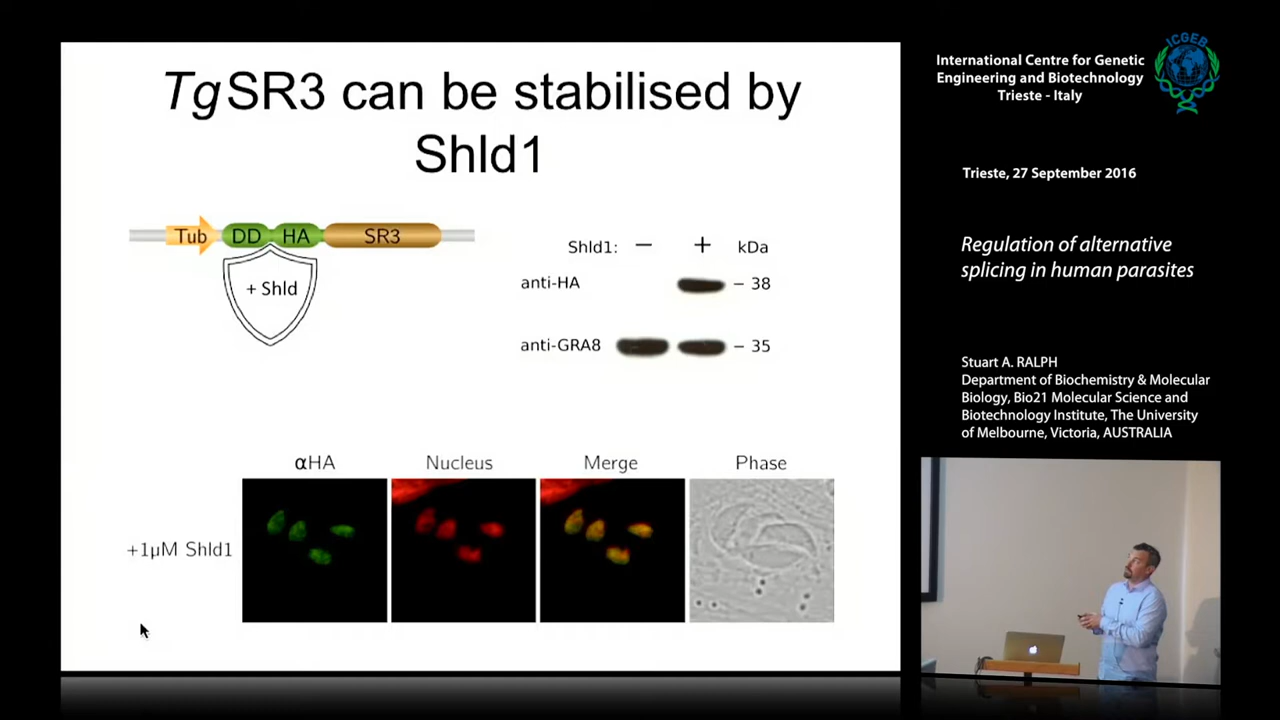 TgSR3 can be stabilised by
Shld1
Tub DD HA SR3
+ Shld
Shld1: − + kDa
anti-HA − 38
anti-GRA8 − 35
αHA Nucleus Merge Phase
+1μM Shld1
International Centre for Genetic
Engineering and Biotechnology
Trieste - Italy
ICGEB
Trieste, 27 September 2016
Regulation of alternative
splicing in human parasites
Stuart A. RALPH
Department of Biochemistry & Molecular
Biology, Bio21 Molecular Science and
Biotechnology Institute, The University
of Melbourne, Victoria, AUSTRALIA